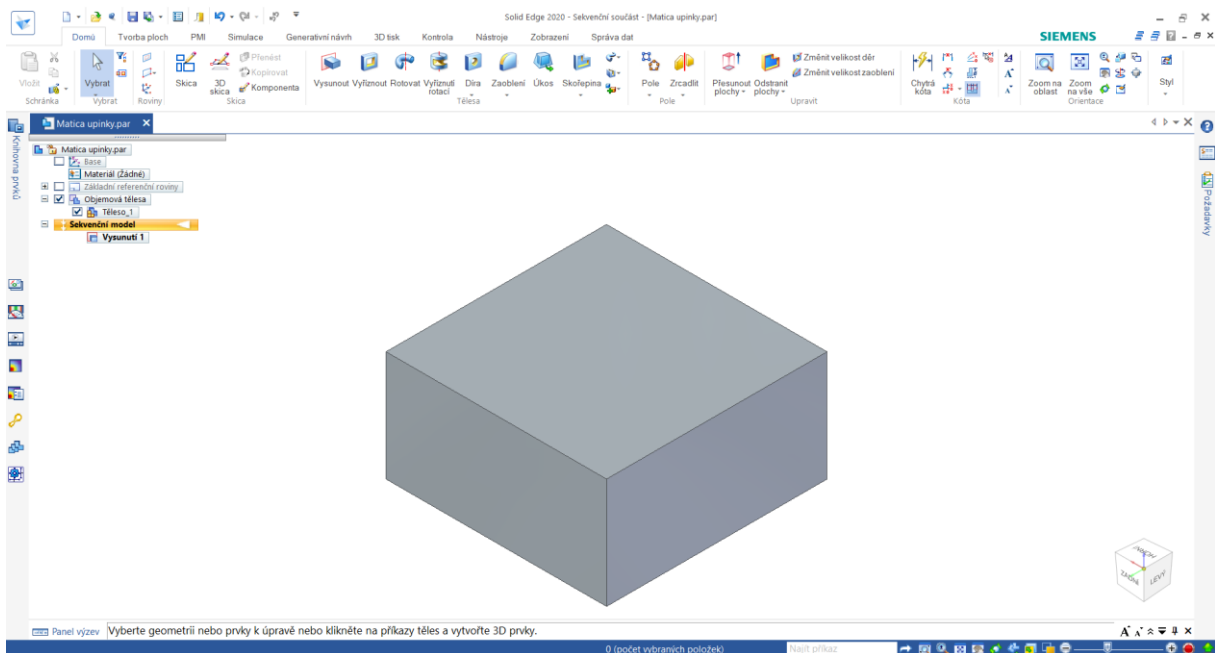 Solid Edge 2020 - Sekvenční součást - [Matica upinky.par]
Domů Tvorba ploch PMI Simulace Generativní návrh 3D tisk Kontrola Nástroje Zobrazení Správa dat SIEMENS
Vložit Vybrat Skica 3D skica Přenést Kopírovat Komponenta Vysunout Vyříznout Rotovat Vyříznutí rotací Díra Zaoblení Úkos Skořepina Pole Zrcadlit Přesunout plochy Odstranit plochy Změnit velikost děr Změnit velikost zaoblení Chytrá kóta Zoom na oblast Zoom na vše Styl
Schránka Vybrat Roviny Skica Tělesa Pole Upravit Kóta Orientace
Matica upinky.par
Knihovna prvků
Matica upinky.par
Base
Materiál (Žádné)
Základní referenční roviny
Objemová tělesa
Těleso_1
Sekvenční model
Vysunutí 1
Požadavky
HORNÍ
ZADNÍ
LEVÝ
Panel výzev Vyberte geometrii nebo prvky k úpravě nebo klikněte na příkazy těles a vytvořte 3D prvky.
0 (počet vybraných položek) Najít příkaz